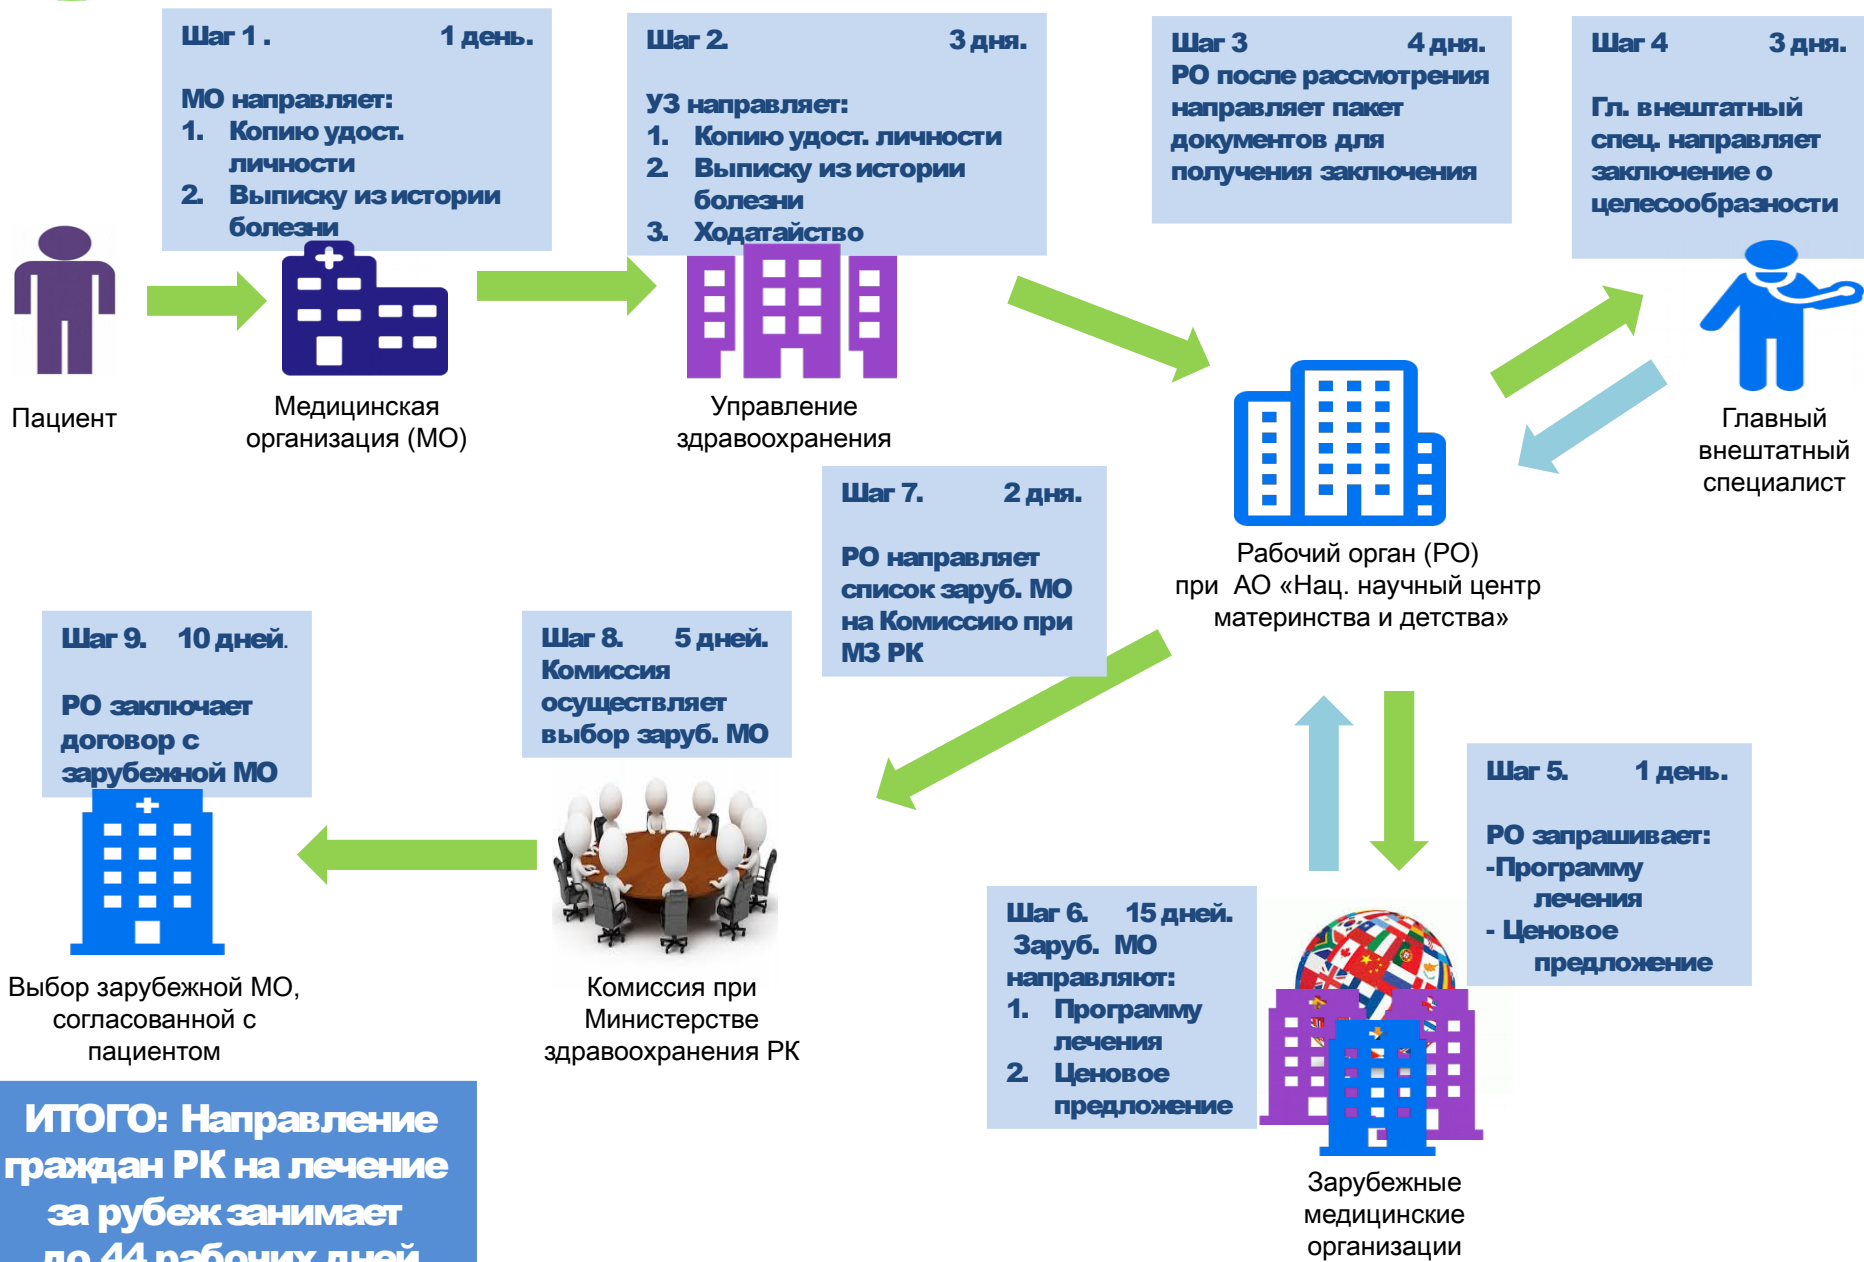 Шаг 1 . 1 день.
МО направляет:
1. Копию удост.
личности
2. Выписку из истории
болезни
Шаг 2. 3 дня.
УЗ направляет:
1. Копию удост. личности
2. Выписку из истории
болезни
3. Ходатайство
Шаг 3 4 дня.
РО после рассмотрения
направляет пакет
документов для
получения заключения
Шаг 4 3 дня.
Гл. внештатный
спец. направляет
заключение о
целесообразности
Пациент
Медицинская
организация (МО)
Управление
здравоохранения
Главный
внештатный
специалист
Рабочий орган (РО)
при АО «Нац. научный центр
материнства и детства»
Шаг 7. 2 дня.
РО направляет
список заруб. МО
на Комиссию при
МЗ РК
Шаг 9. 10 дней.
РО заключает
договор с
зарубежной МО
Шаг 8. 5 дней.
Комиссия
осуществляет
выбор заруб. МО
Шаг 5. 1 день.
РО запрашивает:
-Программу
лечения
- Ценовое
предложение
Шаг 6. 15 дней.
Заруб. МО
направляют:
1. Программу
лечения
2. Ценовое
предложение
Выбор зарубежной МО,
согласованной с
пациентом
Комиссия при
Министерстве
здравоохранения РК
Зарубежные
медицинские
организации
ИТОГО: Направление
граждан РК на лечение
за рубеж занимает
до 44 рабочих дней